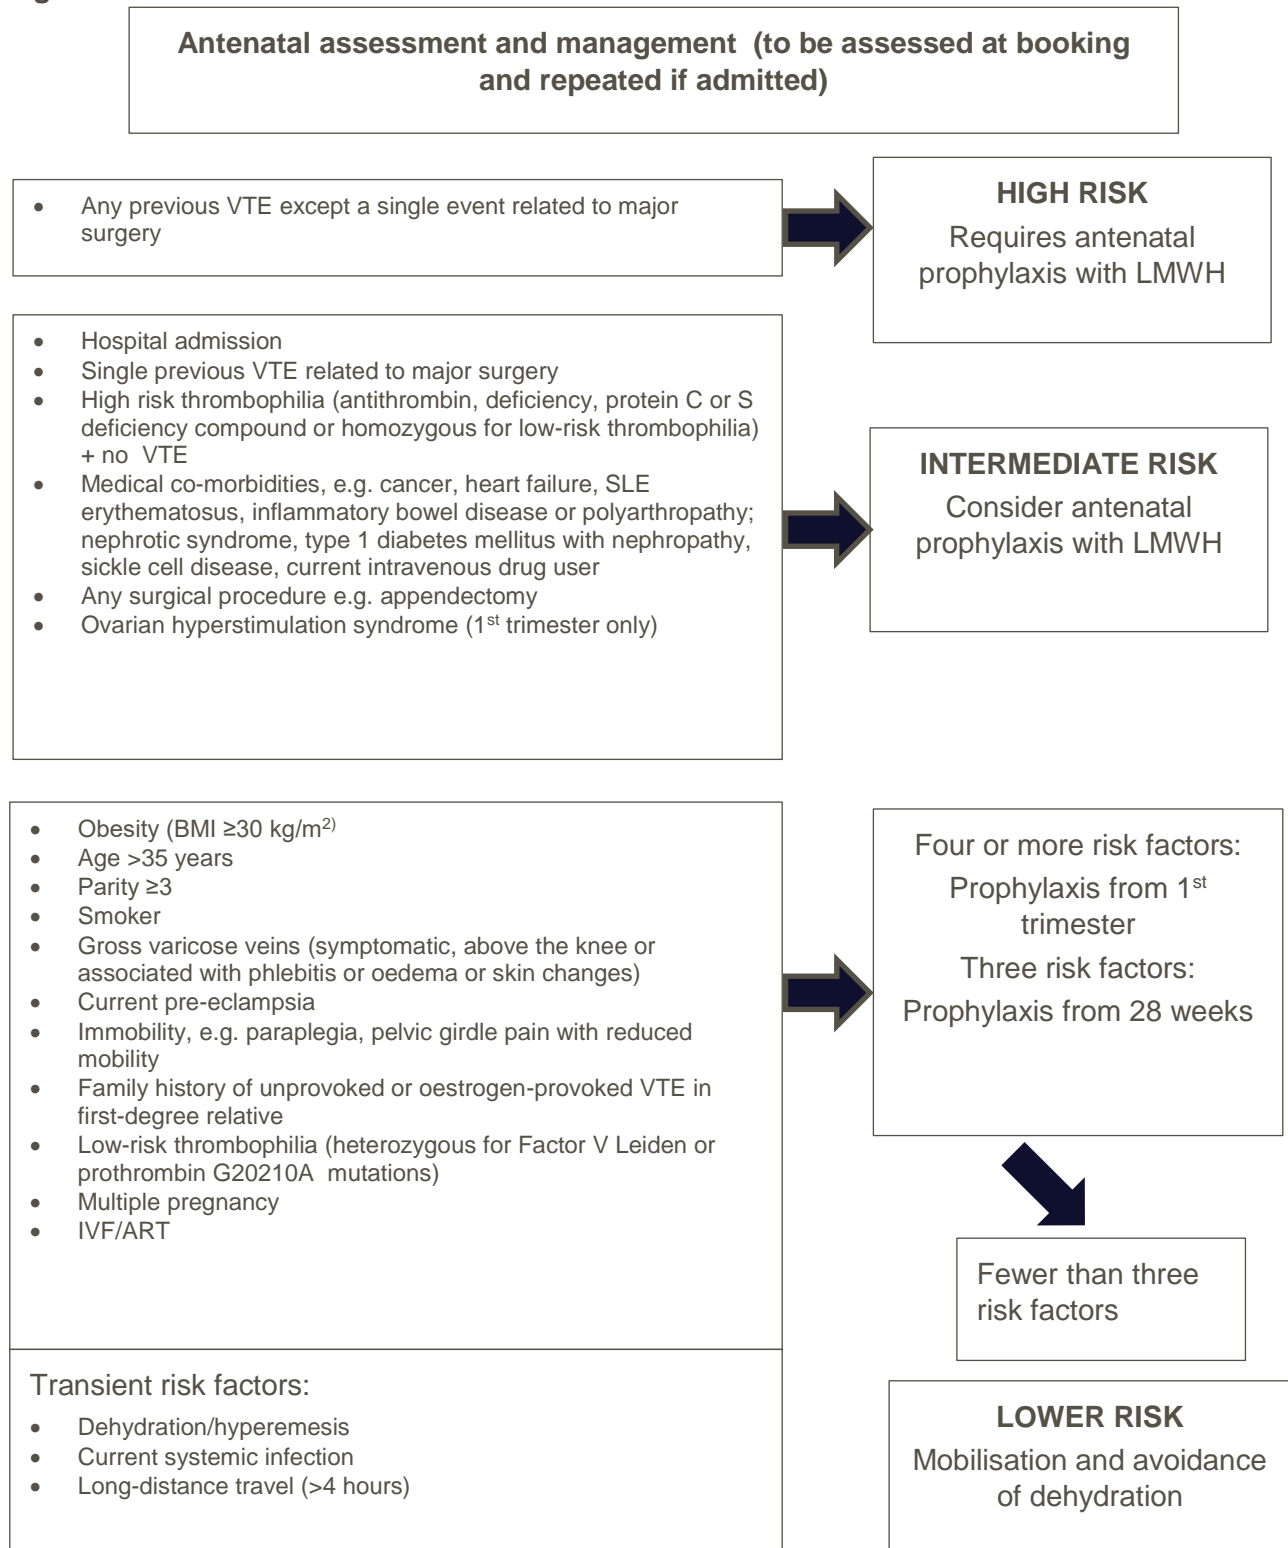 Antenatal assessment and management  (to be assessed at booking
and repeated if admitted)
• Any previous VTE except a single event related to major
surgery
HIGH RISK
Requires antenatal
prophylaxis with LMWH
• Hospital admission
• Single previous VTE related to major surgery
• High risk thrombophilia (antithrombin, deficiency, protein C or S
deficiency compound or homozygous for low-risk thrombophilia)
+ no  VTE
• Medical co-morbidities, e.g. cancer, heart failure, SLE
erythematosus, inflammatory bowel disease or polyarthropathy;
nephrotic syndrome, type 1 diabetes mellitus with nephropathy,
sickle cell disease, current intravenous drug user
• Any surgical procedure e.g. appendectomy
• Ovarian hyperstimulation syndrome (1st trimester only)
INTERMEDIATE RISK
Consider antenatal
prophylaxis with LMWH
• Obesity (BMI ≥30 kg/m2)
• Age >35 years
• Parity ≥3
• Smoker
• Gross varicose veins (symptomatic, above the knee or
associated with phlebitis or oedema or skin changes)
• Current pre-eclampsia
• Immobility, e.g. paraplegia, pelvic girdle pain with reduced
mobility
• Family history of unprovoked or oestrogen-provoked VTE in
first-degree relative
• Low-risk thrombophilia (heterozygous for Factor V Leiden or
prothrombin G20210A  mutations)
• Multiple pregnancy
• IVF/ART
Four or more risk factors:
Prophylaxis from 1st
trimester
Three risk factors:
Prophylaxis from 28 weeks
Fewer than three
risk factors
Transient risk factors:
• Dehydration/hyperemesis
• Current systemic infection
• Long-distance travel (>4 hours)
LOWER RISK
Mobilisation and avoidance
of dehydration